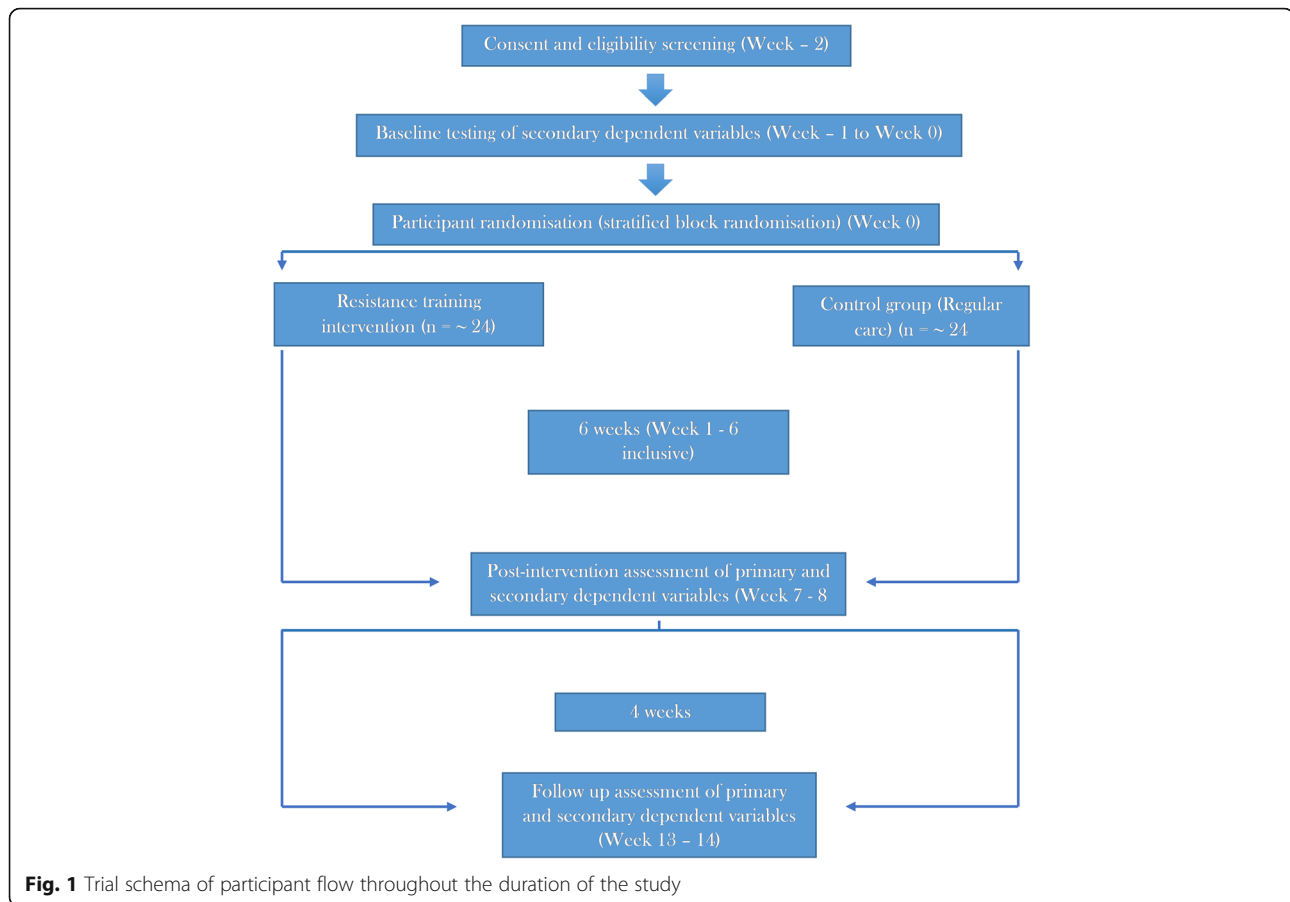 Consent and eligibility screening (Week – 2)
Baseline testing of secondary dependent variables (Week – 1 to Week 0)
Participant randomisation (stratified block randomisation) (Week 0)
Resistance training
intervention (n = ~ 24)
Control group (Regular
care) (n = ~ 24
6 weeks (Week 1 - 6
inclusive)
Post-intervention assessment of primary and
secondary dependent variables (Week 7 - 8
4 weeks
Follow up assessment of primary
and secondary dependent variables
(Week 13 – 14)
Fig. 1 Trial schema of participant flow throughout the duration of the study